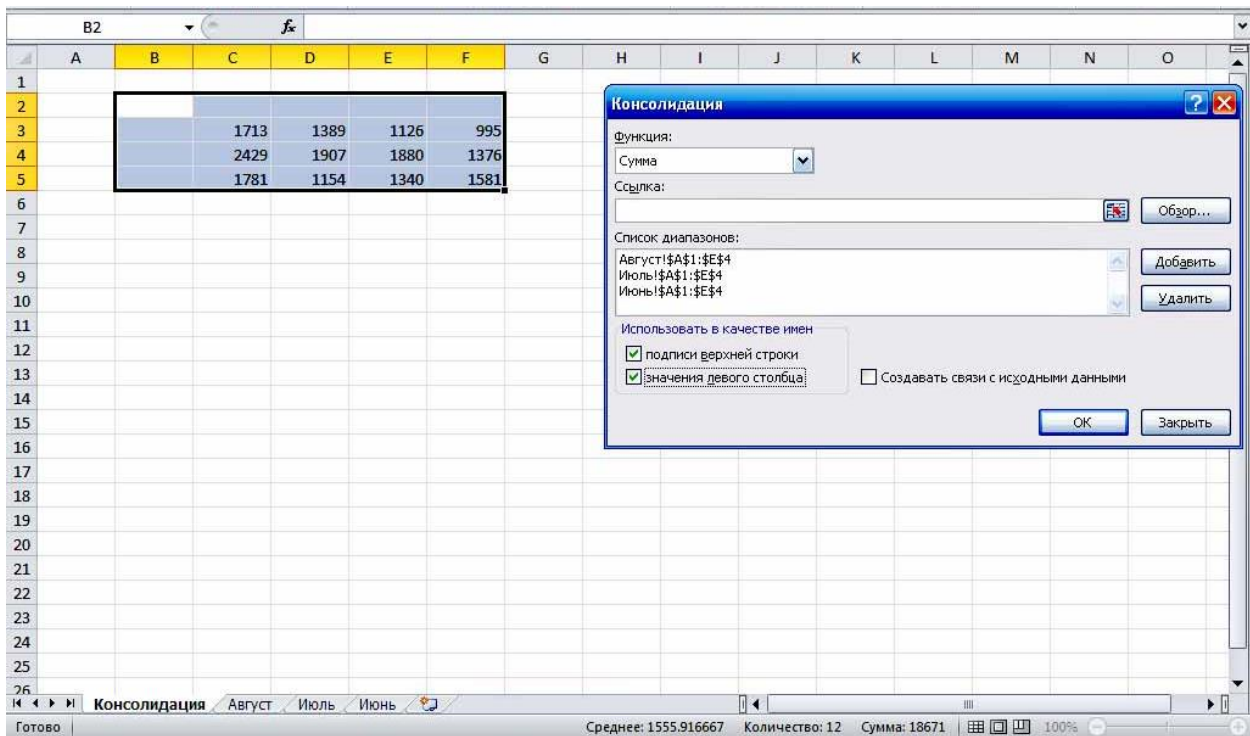 B2 fx
A B C D E F G H I J K L M N O
1
2
3 1713 1389 1126 995
4 2429 1907 1880 1376
5 1781 1154 1340 1581
6
7
8
9
10
11
12
13
14
15
16
17
18
19
20
21
22
23
24
25
26
Консолидация
Функция:
Сумма
Ссылка:
Обзор...
Список диапазонов:
Август!$A$1:$E$4
Июль!$A$1:$E$4
Июнь!$A$1:$E$4
Добавить
Удалить
Использовать в качестве имен
подписи верхней строки
значения левого столбца
Создавать связи с исходными данными
ОК Закрыть
Консолидация Август Июль Июнь
Готово Среднее: 1555.916667 Количество: 12 Сумма: 18671 100%